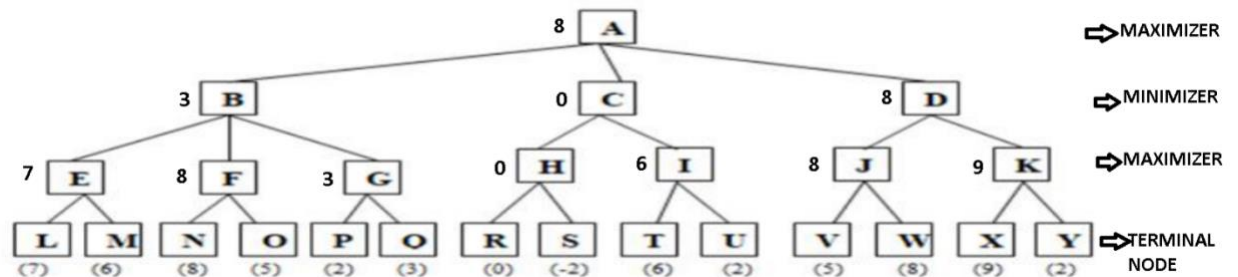 8 A MAXIMIZER
3 B 0 C 8 D MINIMIZER
7 E 8 F 3 G 0 H 6 I 8 J 9 K MAXIMIZER
L M N O P Q R S T U V W X Y TERMINAL
NODE
(7) (6) (8) (5) (2) (3) (0) (-2) (6) (2) (5) (8) (9) (2)